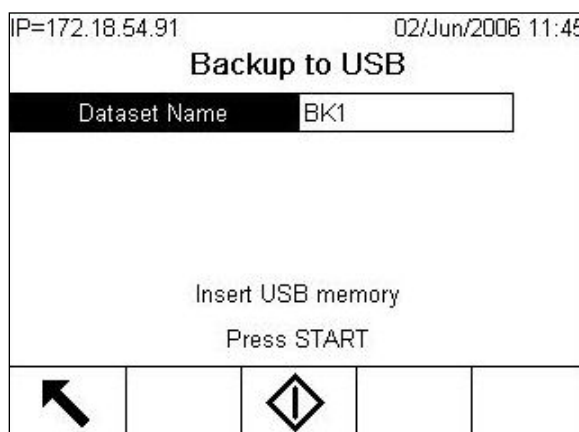 IP=172.18.54.91 02/Jun/2006 11:45
Backup to USB
Dataset Name BK1
Insert USB memory
Press START